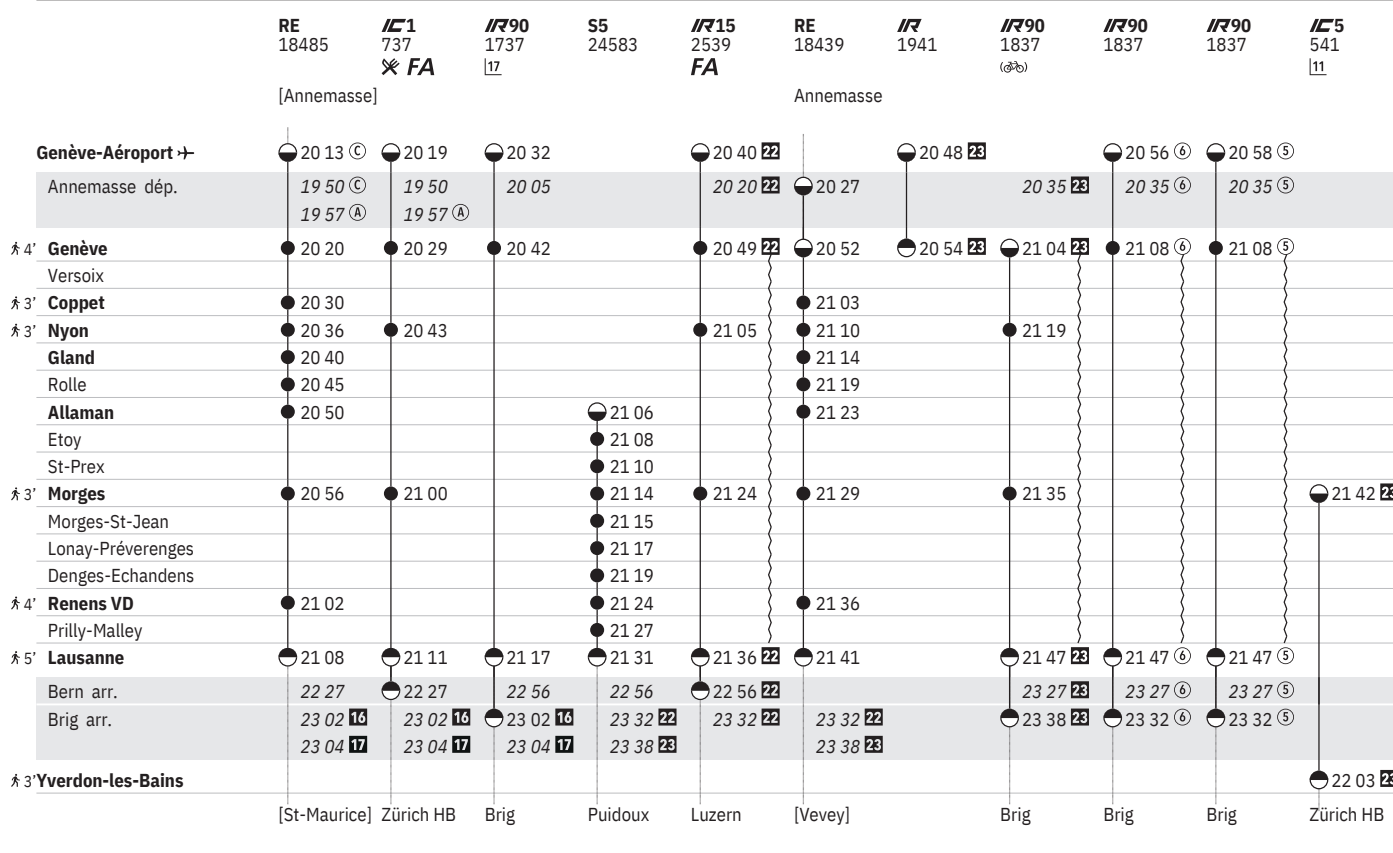 RE IC1 IR90 S5 IR15 RE IR IR90 IR90 IR90 IC5
18485 737 1737 24583 2539 18439 1941 1837 1837 1837 541
FA 17 FA 11
[Annemasse] Annemasse
Genève-Aéroport 20 13 C 20 19 20 32 20 40 22 20 48 23 20 56 6 20 58 5
Annemasse dép. 19 50 C 19 50 20 05 20 20 22 20 27 20 35 23 20 35 6 20 35 5
19 57 A 19 57 A
4' Genève 20 20 20 29 20 42 20 49 22 20 52 20 54 23 21 04 23 21 08 6 21 08 5
Versoix
3' Coppet 20 30 21 03
3' Nyon 20 36 20 43 21 05 21 10 21 19
Gland 20 40 21 14
Rolle 20 45 21 19
Allaman 20 50 21 06 21 23
Etoy 21 08
St-Prex 21 10
3' Morges 20 56 21 00 21 14 21 24 21 29 21 35 21 42 23
Morges-St-Jean 21 15
Lonay-Préverenges 21 17
Denges-Echandens 21 19
4' Renens VD 21 02 21 24 21 36
Prilly-Malley 21 27
5' Lausanne 21 08 21 11 21 17 21 31 21 36 22 21 41 21 47 23 21 47 6 21 47 5
Bern arr. 22 27 22 27 22 56 22 56 22 56 22 23 27 23 23 27 6 23 27 5
Brig arr. 23 02 16 23 02 16 23 02 16 23 32 22 23 32 22 23 32 22 23 38 23 23 32 6 23 32 5
23 04 17 23 04 17 23 04 17 23 38 23 23 38 23
3' Yverdon-les-Bains 22 03 23
[St-Maurice] Zürich HB Brig Puidoux Luzern [Vevey] Brig Brig Brig Zürich HB